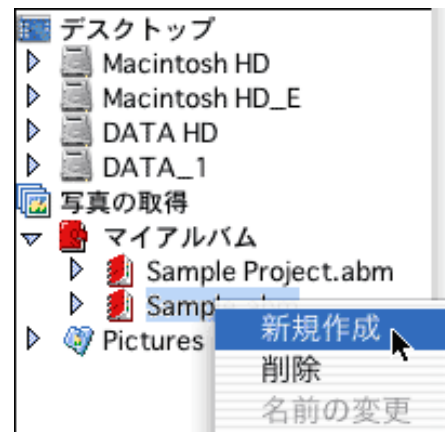 デスクトップ
Macintosh HD
Macintosh HD_E
DATA HD
DATA_1
写真の取得
マイアルバム
Sample Project.abm
Sample.abm
新規作成
Pictures
削除
名前の変更